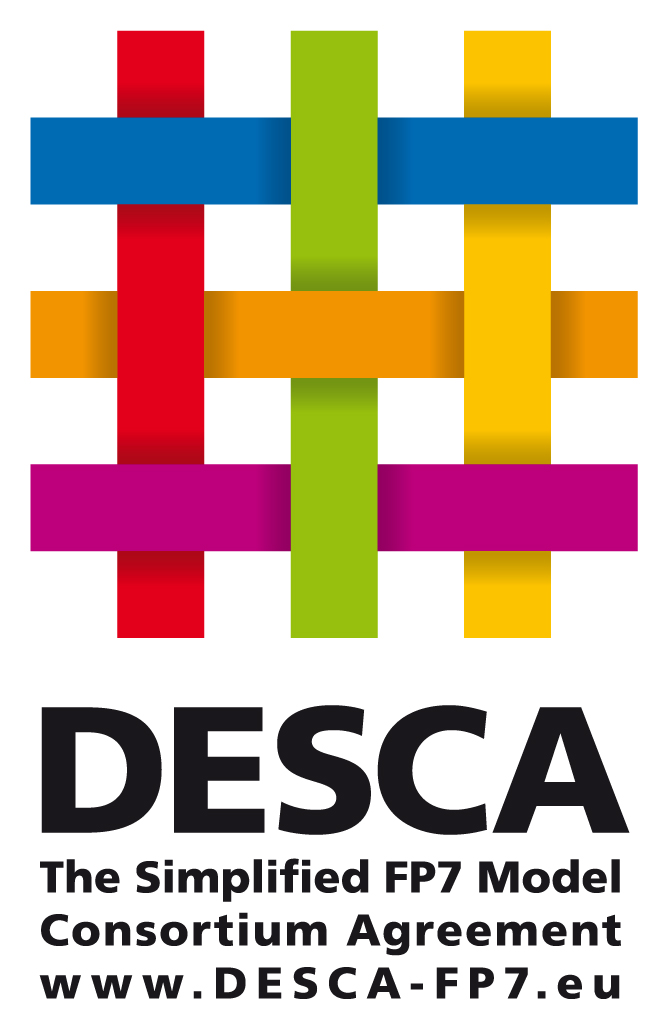 DESCA
The Simplified FP7 Model
Consortium Agreement
www.DESCA-FP7.eu